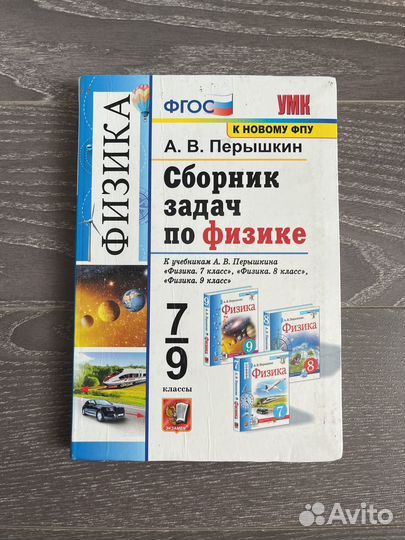 ФИЗИКА
ФГОС
УМК
К НОВОМУ ФПУ
А. В. Перышкин
Сборник
задач
по физике
К учебникам А. В. Перышкина
«Физика. 7 класс», «Физика. 8 класс»,
«Физика. 9 класс»
7
9
классы
ЭКЗАМЕН
Физика
9
Физика
8
Физика
7
Avito